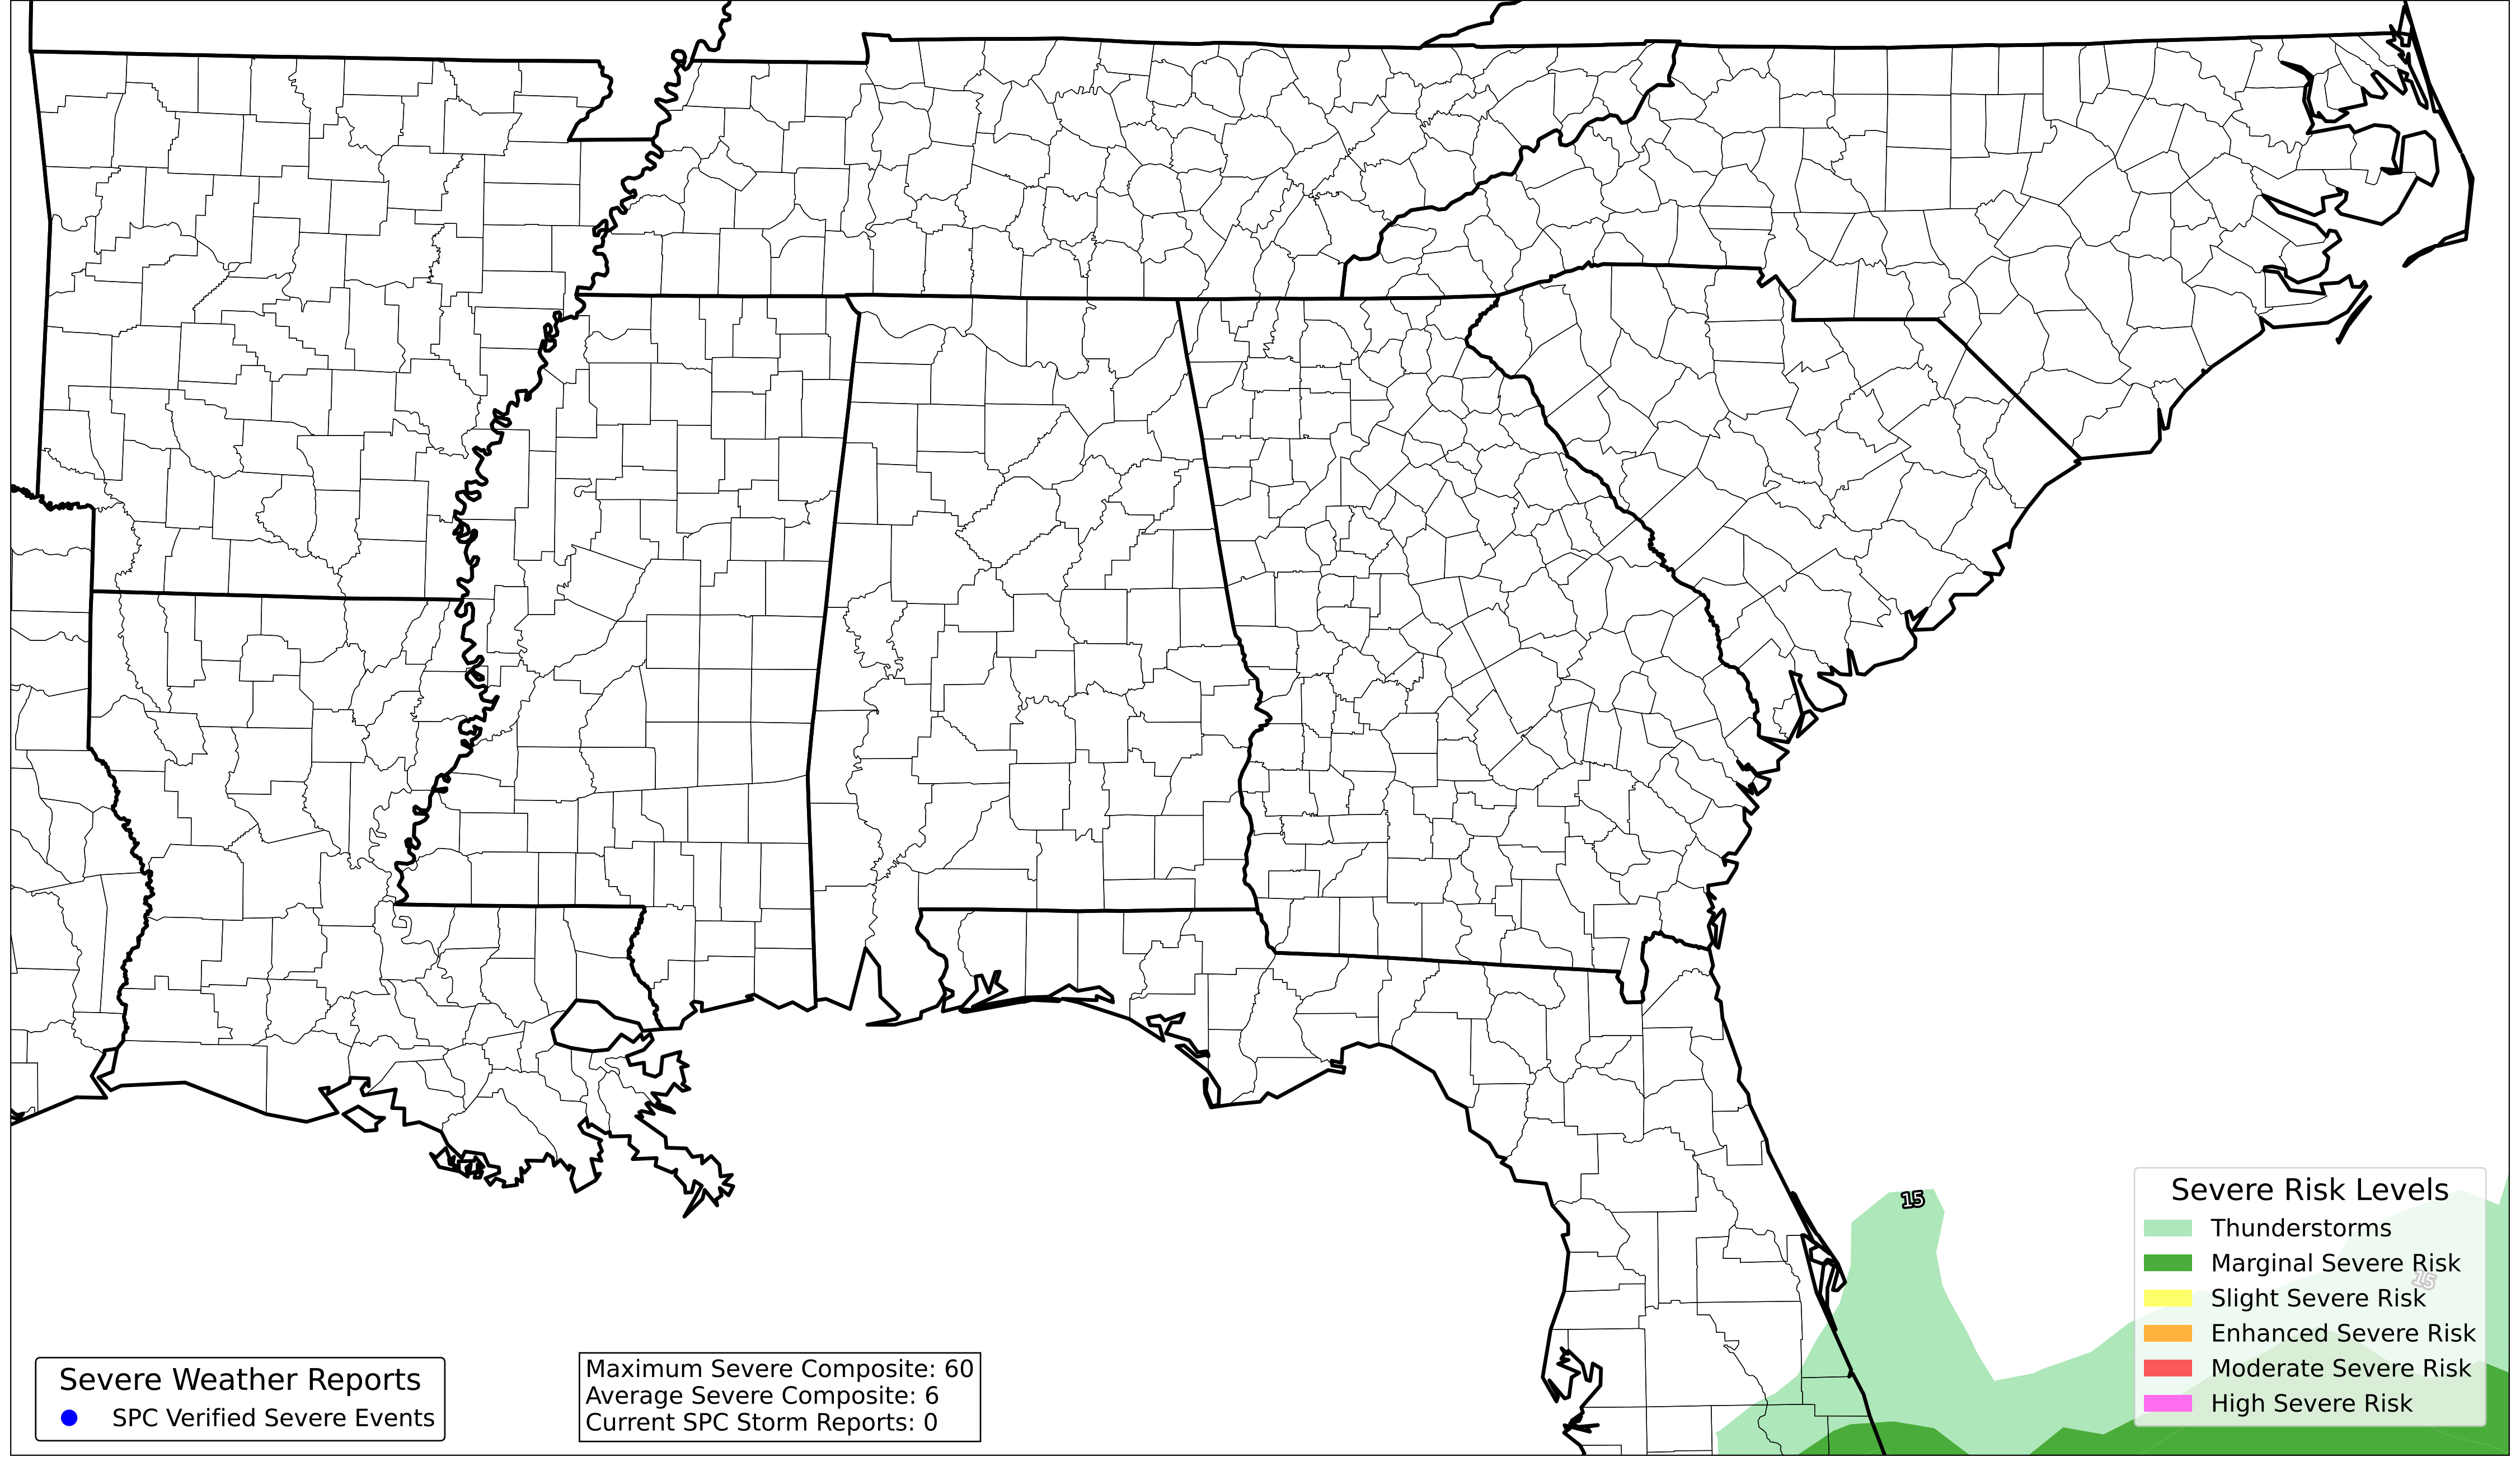 15
Severe Risk Levels
Thunderstorms
Marginal Severe Risk
15
Slight Severe Risk
Enhanced Severe Risk
Moderate Severe Risk
High Severe Risk
Severe Weather Reports
SPC Verified Severe Events
Maximum Severe Composite: 60
Average Severe Composite: 6
Current SPC Storm Reports: 0